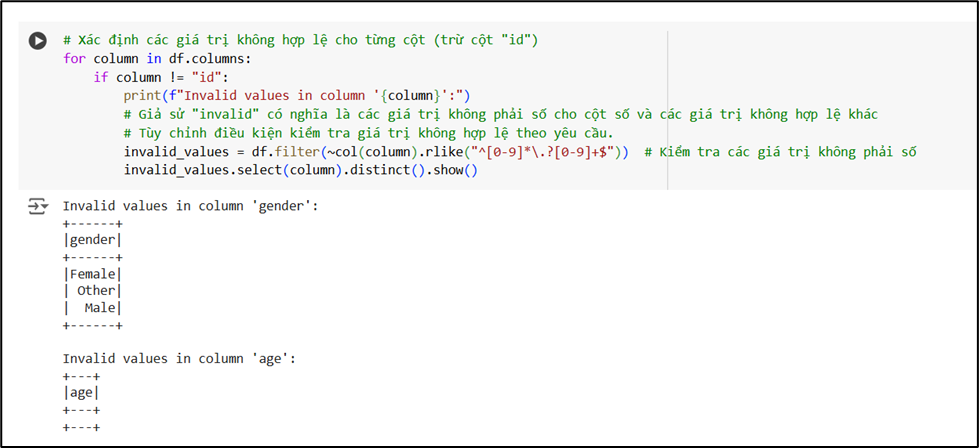 # Xác định các giá trị không hợp lệ cho từng cột (trừ cột "id")
for column in df.columns:
    if column != "id":
        print(f"Invalid values in column '{column}':")
        # Giả sử "invalid" có nghĩa là các giá trị không phải số cho cột số và các giá trị không hợp lệ khác
        # Tùy chỉnh điều kiện kiểm tra giá trị không hợp lệ theo yêu cầu.
        invalid_values = df.filter(~col(column).rlike("^[0-9]*\.?[0-9]+$"))  # Kiểm tra các giá trị không phải số
        invalid_values.select(column).distinct().show()
Invalid values in column 'gender':
+------+
|gender|
+------+
|Female|
| Other|
|  Male|
+------+
Invalid values in column 'age':
+---+
|age|
+---+
+---+